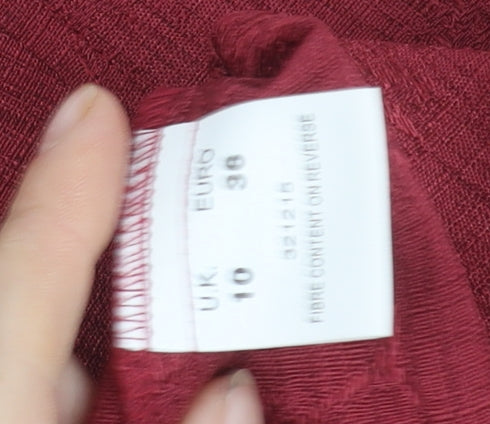 U.K. EURO
10 38
321215
FIBRE CONTENT ON REVERSE